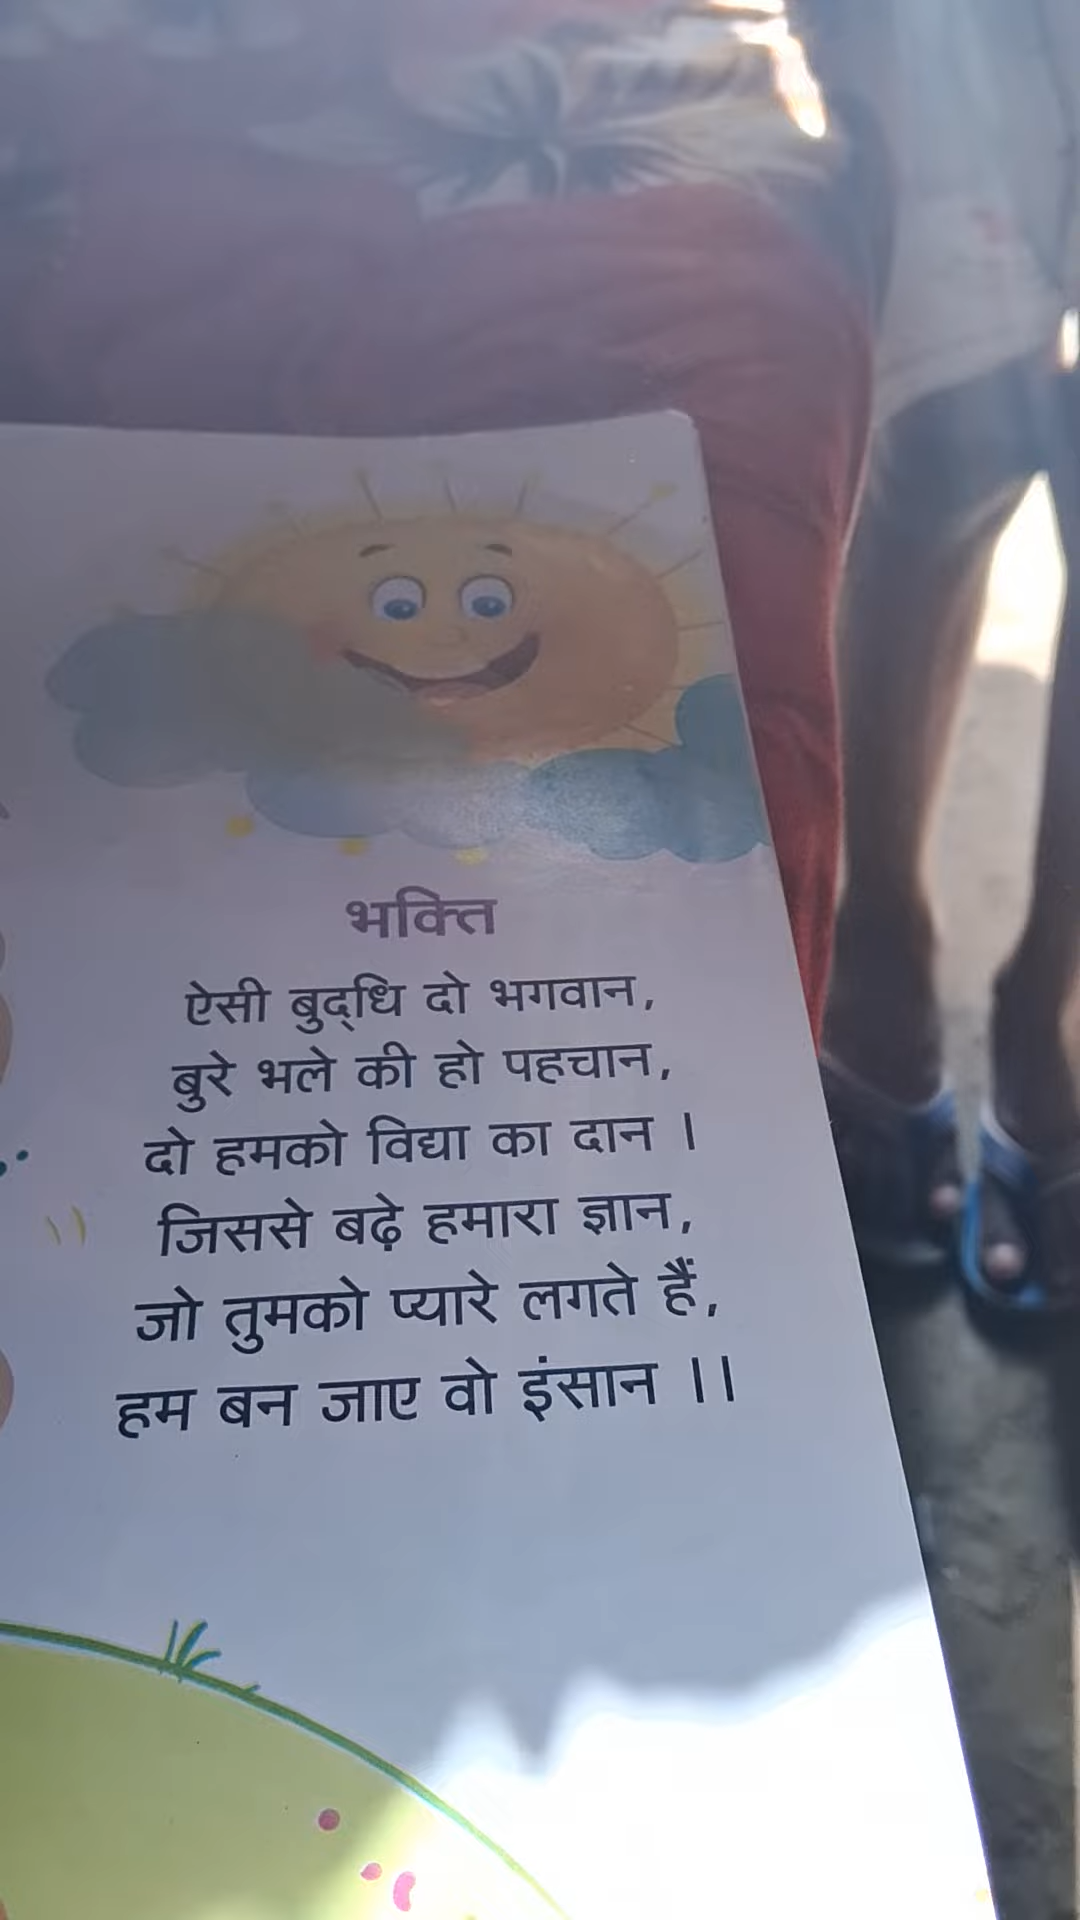 भक्ति
ऐसी बुद्‌धि दो भगवान,
बुरे भले की हो पहचान,
दो हमको विद्या का दान ।
जिससे बढ़े हमारा ज्ञान,
जो तुमको प्यारे लगते हैं,
हम बन जाए वो इंसान ।।